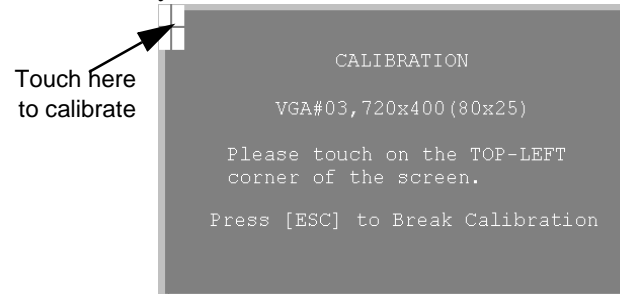 CALIBRATION
Touch here
to calibrate
VGA#03,720x400(80x25)
Please touch on the TOP-LEFT
corner of the screen.
Press [ESC] to Break Calibration